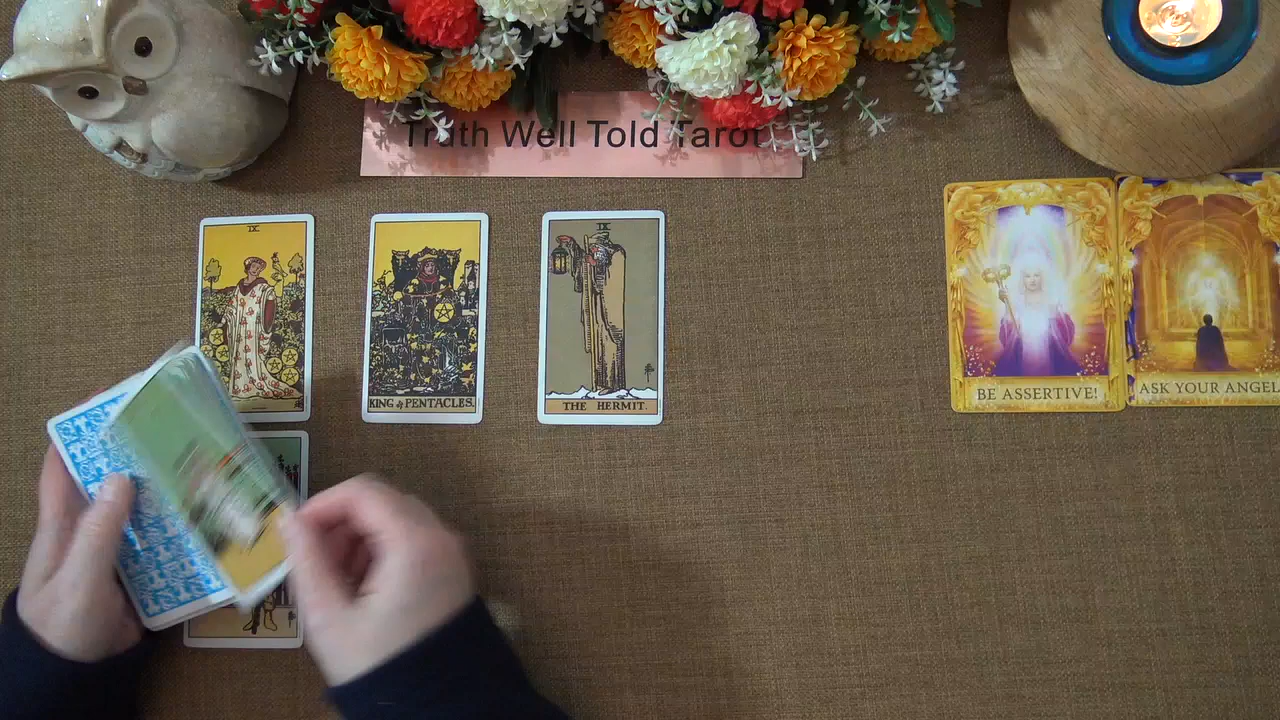 Truth Well Told Tarot
IX
KING of PENTACLES.
IX
THE HERMIT.
BE ASSERTIVE!
ASK YOUR ANGEL